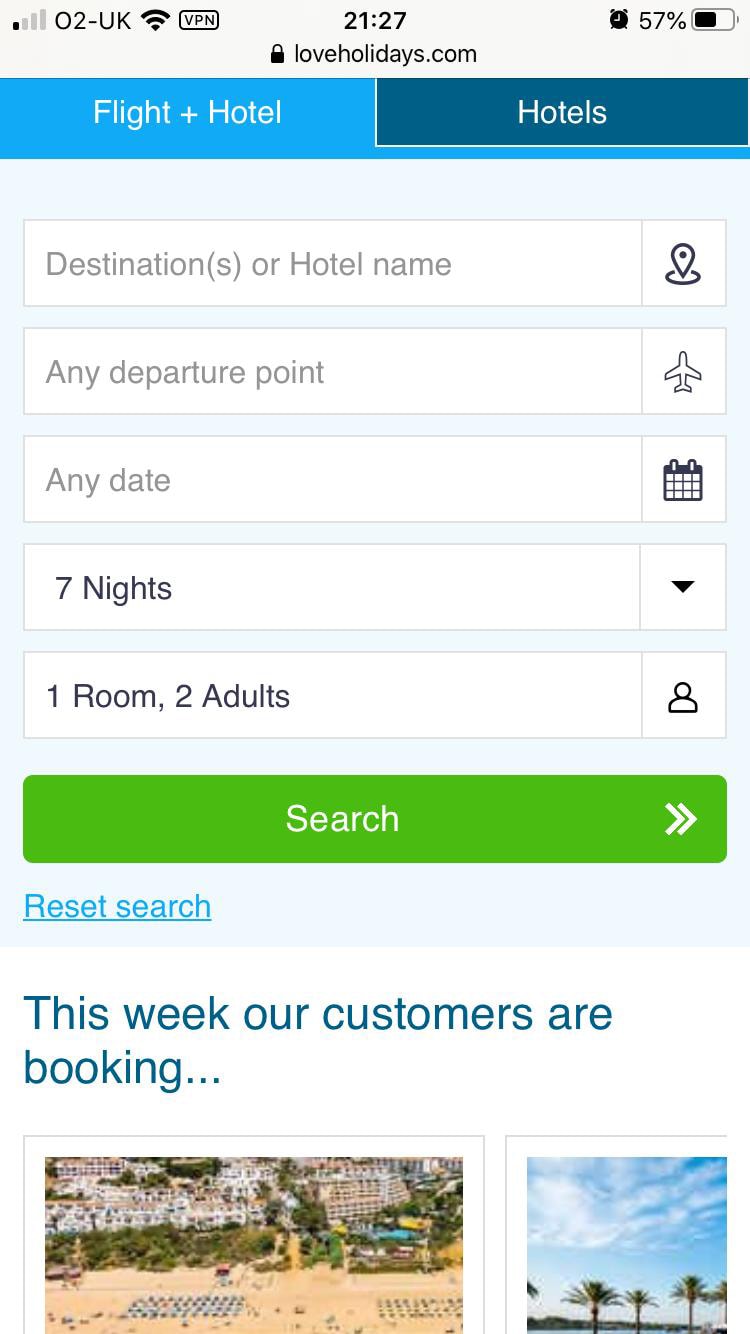 O2-UK VPN 21:27 57%
loveholidays.com
Flight + Hotel Hotels
Destination(s) or Hotel name
Any departure point
Any date
7 Nights
1 Room, 2 Adults
Search
Reset search
This week our customers are
booking...